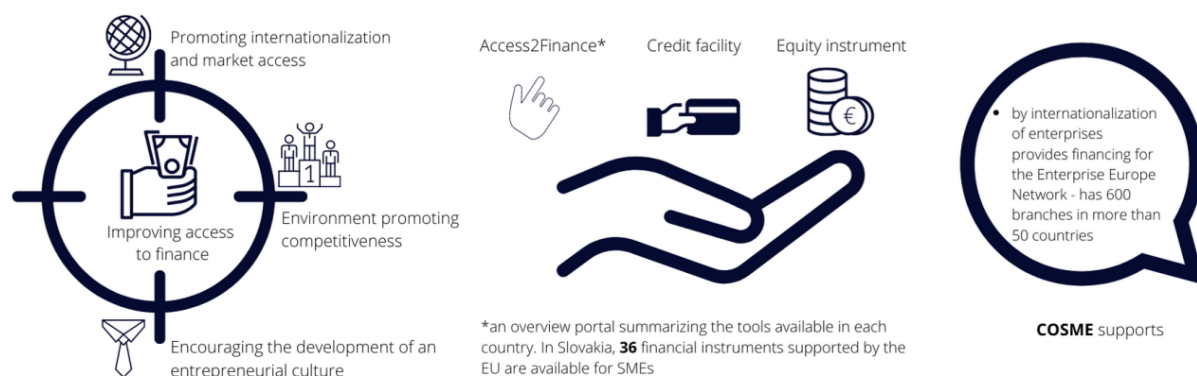 Promoting internationalization
and market access
1
Environment promoting
competitiveness
Improving access
to finance
Encouraging the development of an
entrepreneurial culture
Access2Finance*
Credit facility
Equity instrument
€
*an overview portal summarizing the tools available in each
country. In Slovakia, 36 financial instruments supported by the
EU are available for SMEs
• by internationalization
of enterprises
provides financing for
the Enterprise Europe
Network - has 600
branches in more than
50 countries
COSME supports